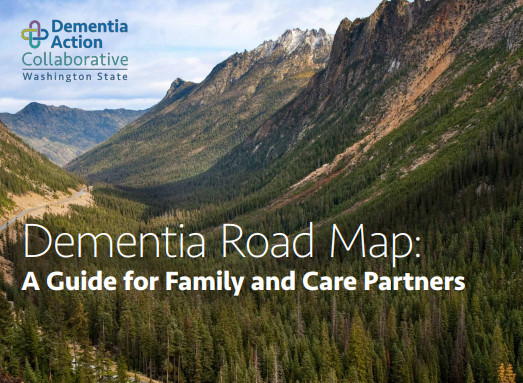 Dementia
Action
Collaborative
Washington State
Dementia Road Map:
A Guide for Family and Care Partners